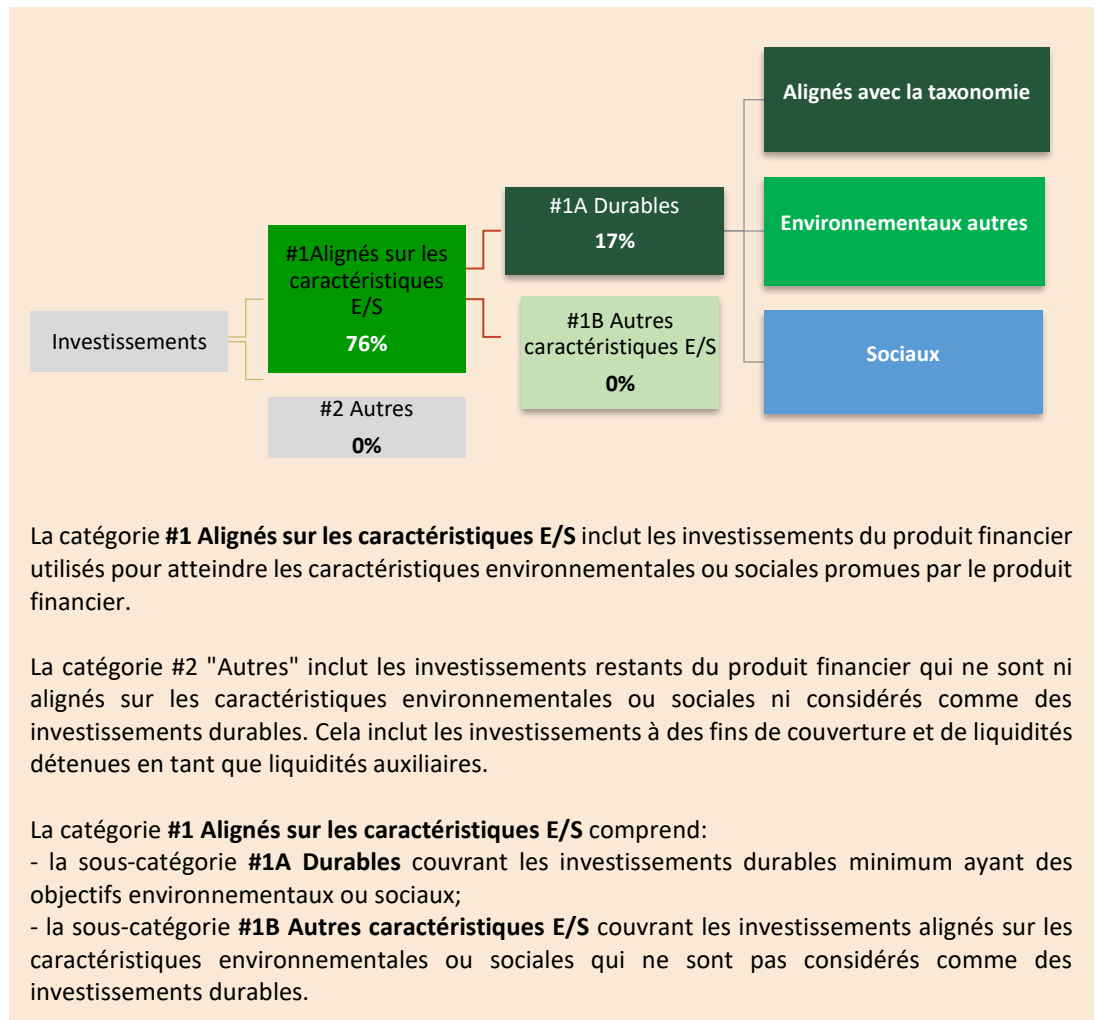 Investissements
#1Alignés sur les
caractéristiques
E/S
76%
#2 Autres
0%
#1A Durables
17%
#1B Autres
caractéristiques E/S
0%
Alignés avec la taxonomie
Environnementaux autres
Sociaux
La catégorie #1 Alignés sur les caractéristiques E/S inclut les investissements du produit financier
utilisés pour atteindre les caractéristiques environnementales ou sociales promues par le produit
financier.
La catégorie #2 "Autres" inclut les investissements restants du produit financier qui ne sont ni
alignés sur les caractéristiques environnementales ou sociales ni considérés comme des
investissements durables. Cela inclut les investissements à des fins de couverture et de liquidités
détenues en tant que liquidités auxiliaires.
La catégorie #1 Alignés sur les caractéristiques E/S comprend:
- la sous-catégorie #1A Durables couvrant les investissements durables minimum ayant des
objectifs environnementaux ou sociaux;
- la sous-catégorie #1B Autres caractéristiques E/S couvrant les investissements alignés sur les
caractéristiques environnementales ou sociales qui ne sont pas considérés comme des
investissements durables.